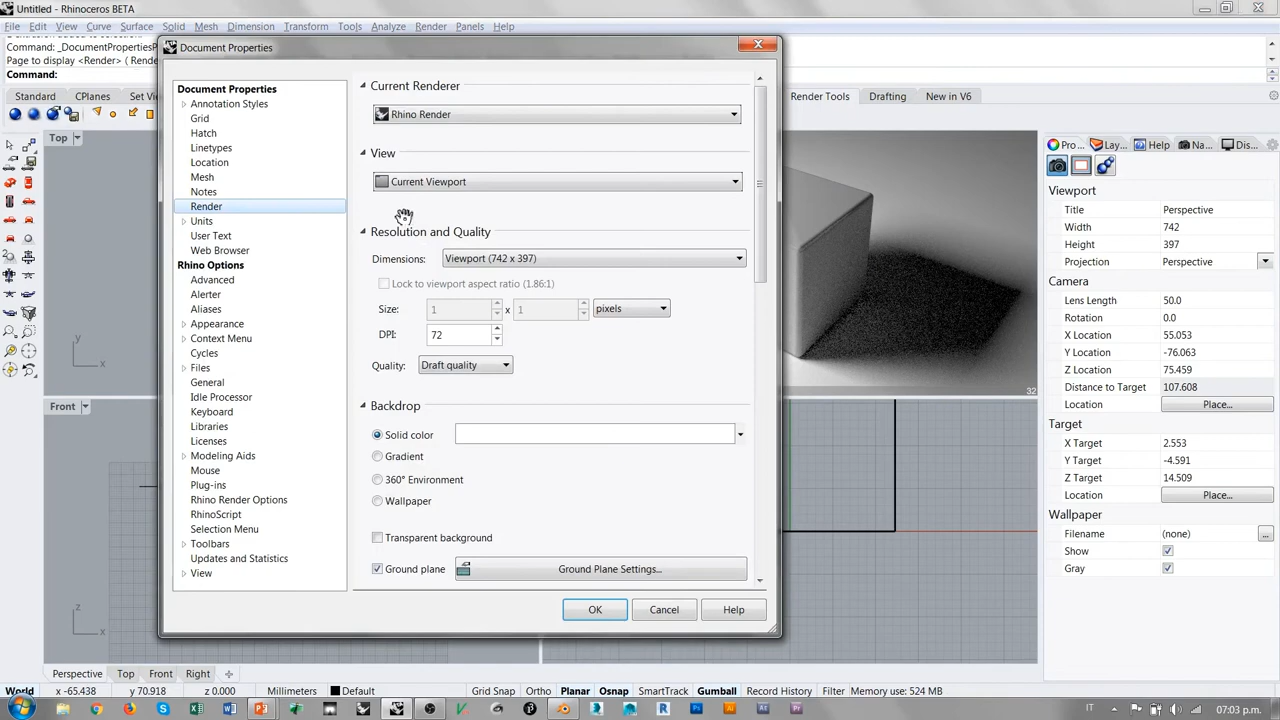 Untitled - Rhinoceros BETA
File Edit View Curve Surface Solid Mesh Dimension Transform Tools Analyze Render Panels Help
Command: _DocumentPropertiesP
Page to display <Render> ( Rende
Command:
Standard CPlanes Set Vi
Render Tools Drafting New in V6
Document Properties
Document Properties
Annotation Styles
Grid
Hatch
Linetypes
Location
Mesh
Notes
Render
Units
User Text
Web Browser
Rhino Options
Advanced
Alerter
Aliases
Appearance
Context Menu
Cycles
Files
General
Idle Processor
Keyboard
Libraries
Licenses
Modeling Aids
Mouse
Plug-ins
Rhino Render Options
RhinoScript
Selection Menu
Toolbars
Updates and Statistics
View
Current Renderer
Rhino Render
View
Current Viewport
Resolution and Quality
Dimensions: Viewport (742 x 397)
Lock to viewport aspect ratio (1.86:1)
Size: 1 x 1 pixels
DPI: 72
Quality: Draft quality
Backdrop
Solid color
Gradient
360° Environment
Wallpaper
Transparent background
Ground plane Ground Plane Settings...
OK Cancel Help
Top
y
x
Front
z
x
32
Pro... Lay... Help Na... Dis...
Viewport
Title Perspective
Width 742
Height 397
Projection Perspective
Camera
Lens Length 50.0
Rotation 0.0
X Location 55.053
Y Location -76.063
Z Location 75.459
Distance to Target 107.608
Location Place...
Target
X Target 2.553
Y Target -4.591
Z Target 14.509
Location Place...
Wallpaper
Filename (none) ...
Show
Gray
Perspective Top Front Right
World x -65.438 y 70.918 z 0.000 Millimeters Default Grid Snap Ortho Planar Osnap SmartTrack Gumball Record History Filter Memory use: 524 MB
IT 07:03 p.m.